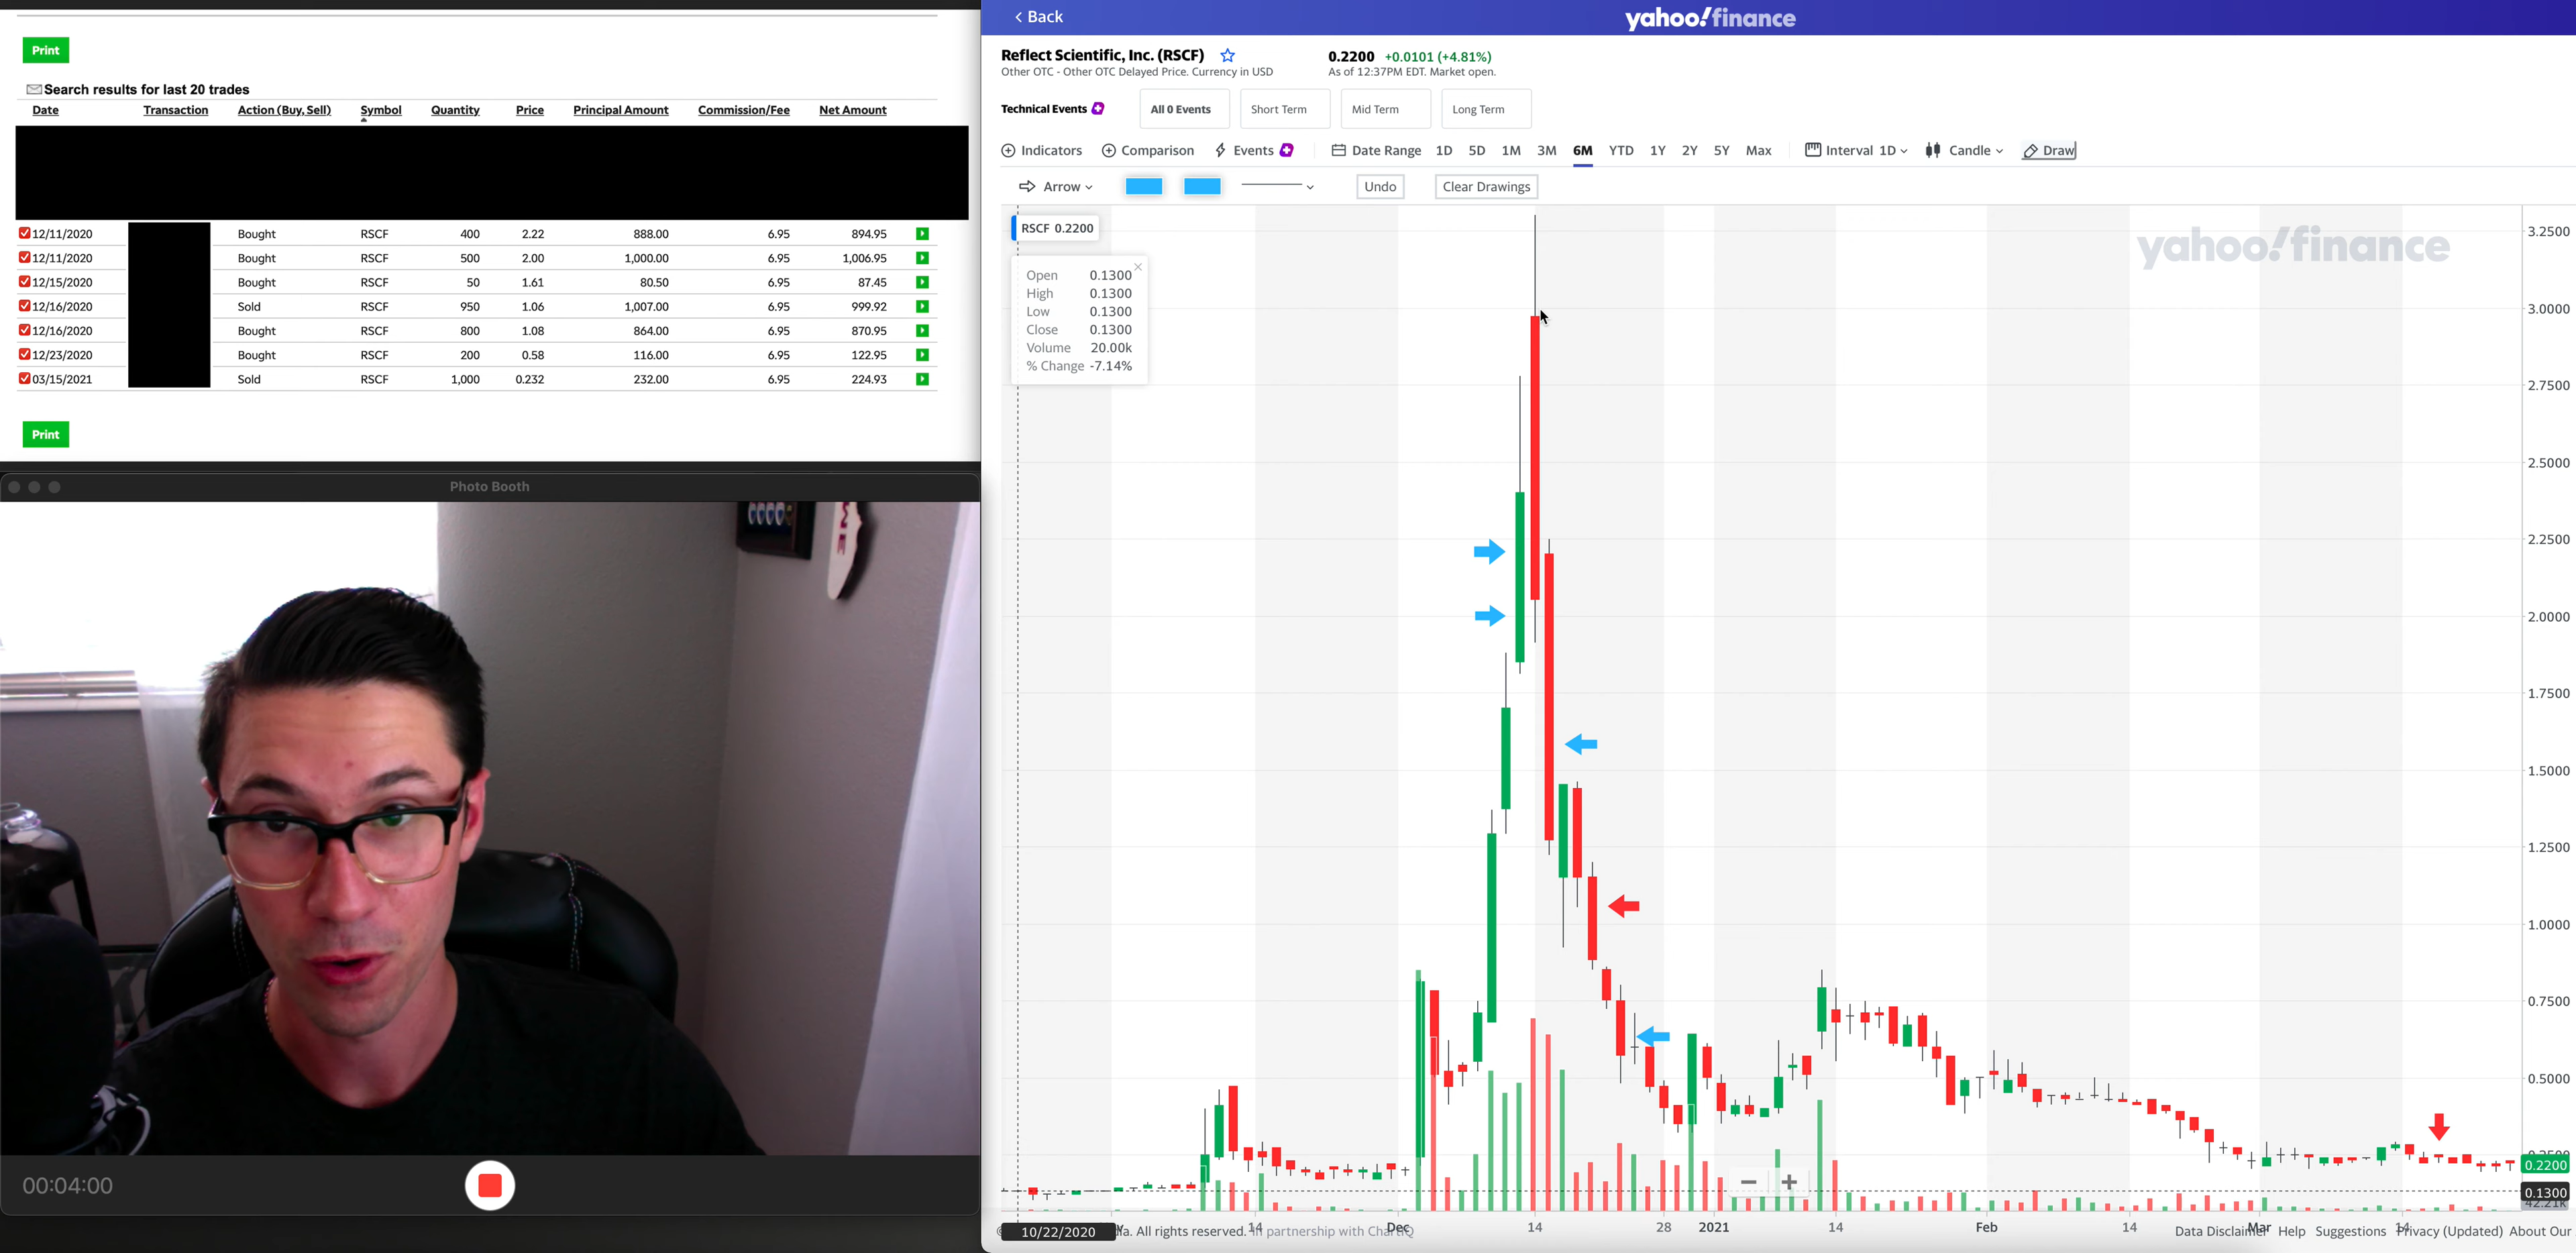 Print
Search results for last 20 trades
Date Transaction Action (Buy, Sell) Symbol Quantity Price Principal Amount Commission/Fee Net Amount
12/11/2020 Bought RSCF 400 2.22 888.00 6.95 894.95
12/11/2020 Bought RSCF 500 2.00 1,000.00 6.95 1,006.95
12/15/2020 Bought RSCF 50 1.61 80.50 6.95 87.45
12/16/2020 Sold RSCF 950 1.06 1,007.00 6.95 999.92
12/16/2020 Bought RSCF 800 1.08 864.00 6.95 870.95
12/23/2020 Bought RSCF 200 0.58 116.00 6.95 122.95
03/15/2021 Sold RSCF 1,000 0.232 232.00 6.95 224.93
Print
Photo Booth
00:04:00
Back
yahoo!finance
Reflect Scientific, Inc. (RSCF) 0.2200 +0.0101 (+4.81%)
Other OTC - Other OTC Delayed Price. Currency in USD As of 12:37PM EDT. Market open.
Technical Events All 0 Events Short Term Mid Term Long Term
Indicators Comparison Events Date Range 1D 5D 1M 3M 6M YTD 1Y 2Y 5Y Max Interval 1D Candle Draw
Arrow Undo Clear Drawings
RSCF 0.2200
Open 0.1300
High 0.1300
Low 0.1300
Close 0.1300
Volume 20.00k
% Change -7.14%
yahoo!finance
3.2500
3.0000
2.7500
2.5000
2.2500
2.0000
1.7500
1.5000
1.2500
1.0000
0.7500
0.5000
0.2200
0.1300
42.21k
14 Dec 14 28 2021 14 Feb 14 Mar 14
10/22/2020 All rights reserved. In partnership with ChartIQ Data Disclaimer Help Suggestions Privacy (Updated) About Our